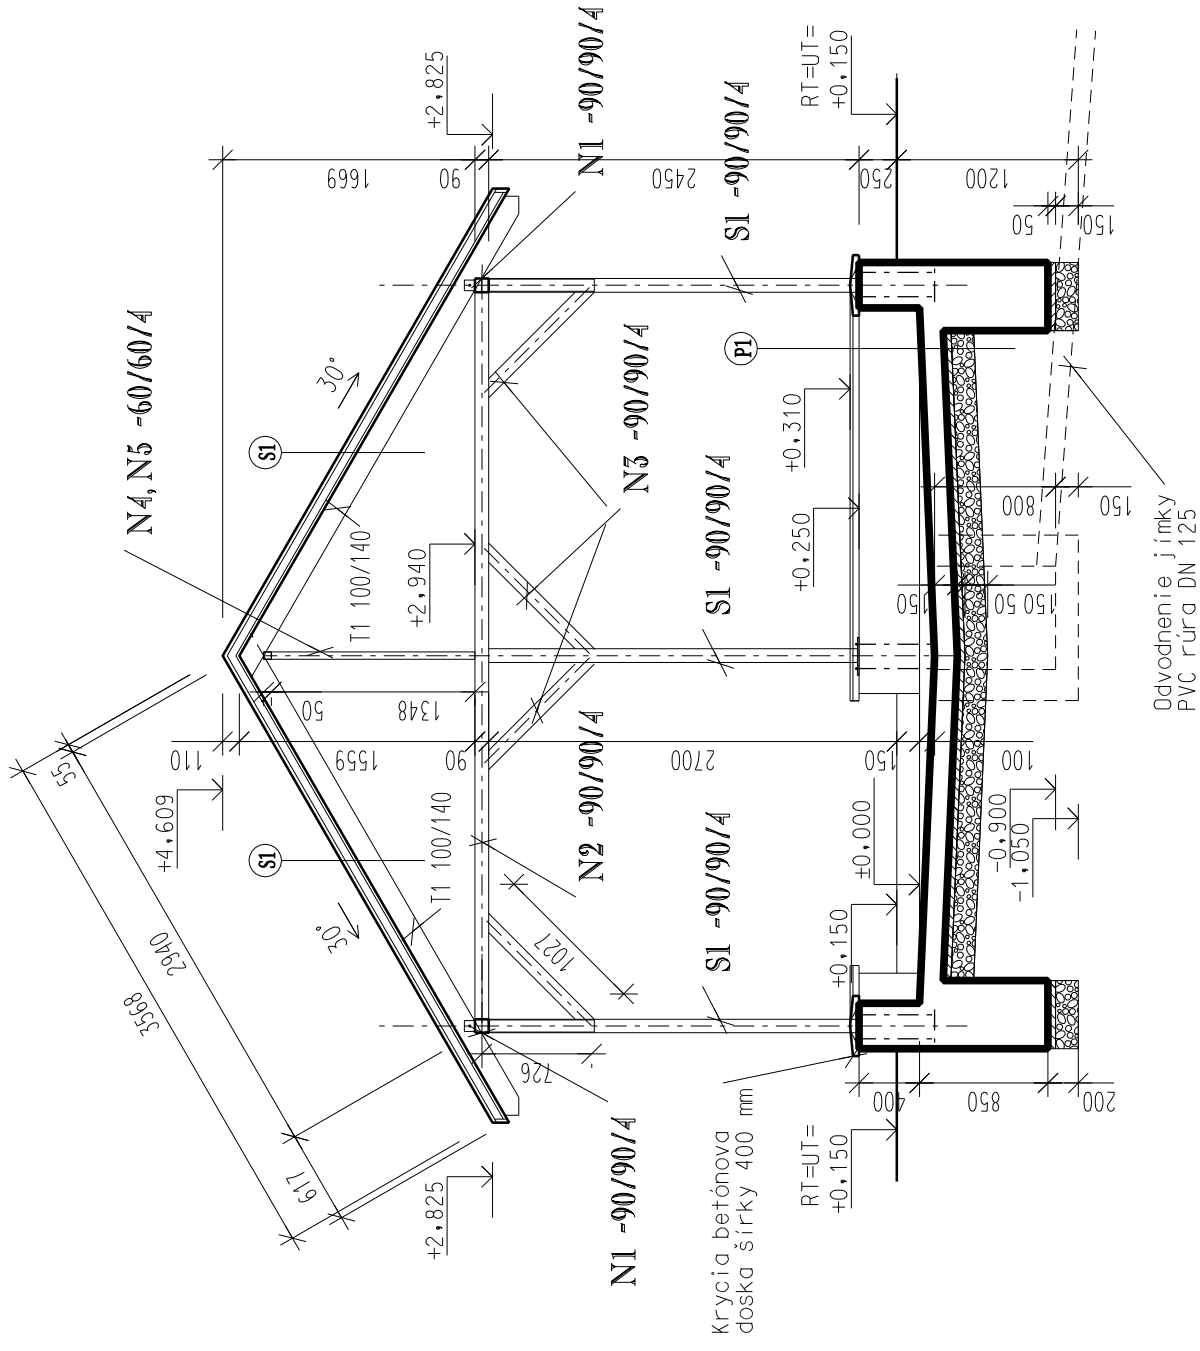 N4,N5 -60/60/4
+2,825
N1 -90/90/4
S1 -90/90/4
RT=UT=
+0,150
1669
90
2450
250
1200
50
150
S1
30°
P1
N3 -90/90/4
+0,310
T1 100/140
+2,940
S1 -90/90/4
+0,250
800
150
Odvodnenie jímky
PVC rúra DN 125
50
1348
150
50
150
55
110
1559
90
2700
150
100
+4,609
S1
T1 100/140
N2 -90/90/4
S1 -90/90/4
±0,000
-0,900
-1,050
+0,150
2940
3568
30°
1027
617
726
400
850
200
+2,825
N1 -90/90/4
Krycia betónova
doska šírky 400 mm
RT=UT=
+0,150